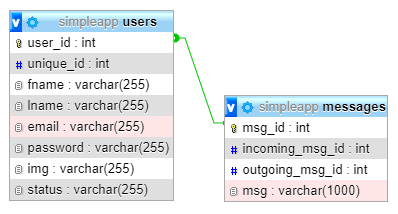 v simpleapp users
user_id : int
# unique_id : int
fname : varchar(255)
lname : varchar(255)
email : varchar(255)
password : varchar(255)
img : varchar(255)
status : varchar(255)
v simpleapp messages
msg_id : int
# incoming_msg_id : int
# outgoing_msg_id : int
msg : varchar(1000)